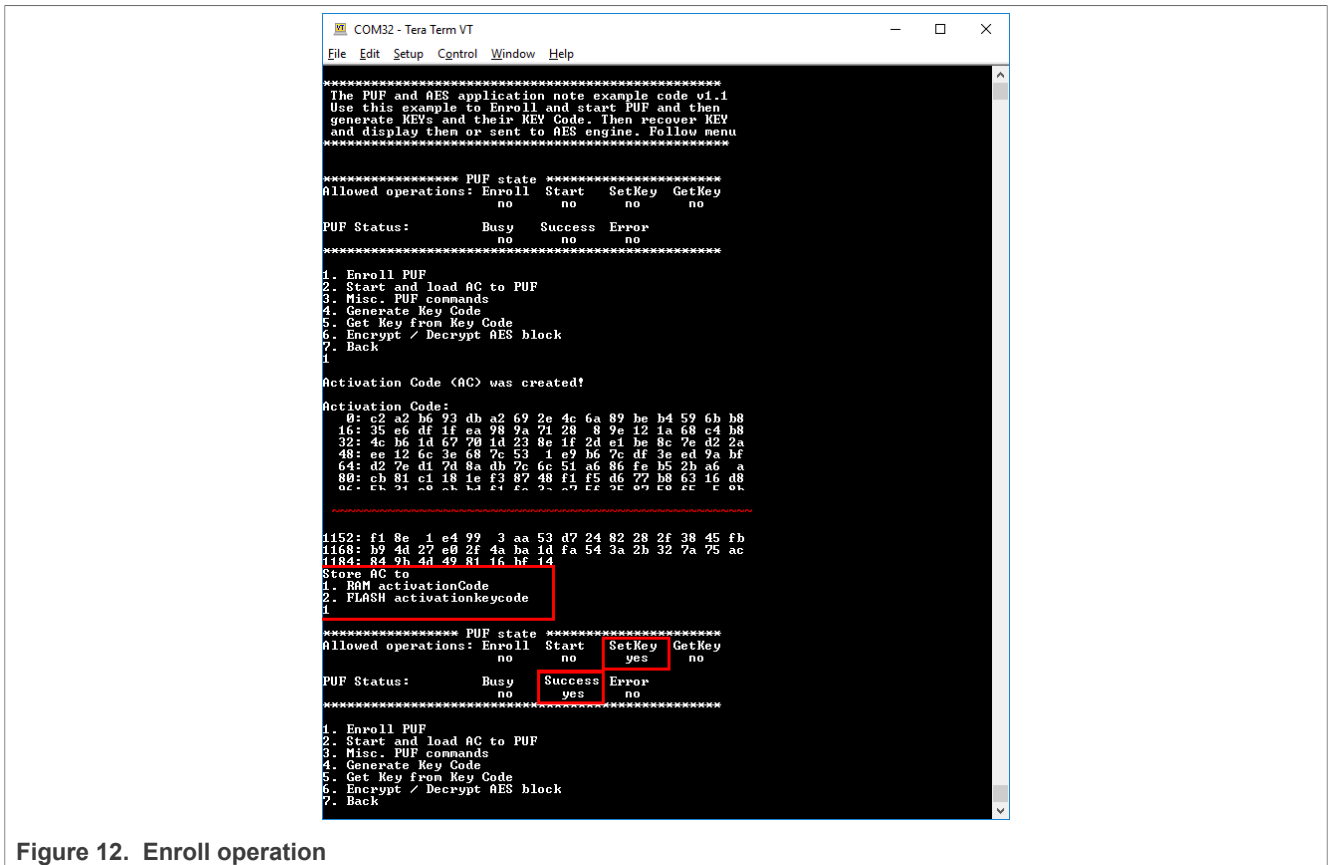 COM32 - Tera Term VT
File Edit Setup Control Window Help
**************************************************
The PUF and AES application note example code v1.1
Use this example to Enroll and start PUF and then
generate KEYs and their KEY Code. Then recover KEY
and display them or sent to AES engine. Follow menu
***************************************************
***************** PUF state **********************
Allowed operations: Enroll Start SetKey GetKey
no no no no
PUF Status: Busy Success Error
no no no
**************************************************
1. Enroll PUF
2. Start and load AC to PUF
3. Misc. PUF commands
4. Generate Key Code
5. Get Key from Key Code
6. Encrypt / Decrypt AES block
7. Back
1
Activation Code (AC) was created!
Activation Code:
0: c2 a2 b6 93 db a2 69 2e 4c 6a 89 be b4 59 6b b8
16: 35 e6 df 1f ea 98 9a 71 28 8 9e 12 1a 68 c4 b8
32: 4c b6 1d 67 70 1d 23 8e 1f 2d e1 be 8c 7e d2 2a
48: ee 12 6c 3e 68 7c 53 1 e9 b6 7c df 3e ed 9a bf
64: d2 7e d1 7d 8a db 7c 6c 51 a6 86 fe b5 2b a6 a
80: cb 81 c1 18 1e f3 87 48 f1 f5 d6 77 b8 63 16 d8
1152: f1 8e 1 e4 99 3 aa 53 d7 24 82 28 2f 38 45 fb
1168: b9 4d 27 e0 2f 4a ba 1d fa 54 3a 2b 32 7a 75 ac
1184: 84 9b 4d 49 81 16 bf 14
Store AC to
1. RAM activationCode
2. FLASH activationkeycode
1
***************** PUF state **********************
Allowed operations: Enroll Start SetKey GetKey
no no yes no
PUF Status: Busy Success Error
no yes no
**************************************************
1. Enroll PUF
2. Start and load AC to PUF
3. Misc. PUF commands
4. Generate Key Code
5. Get Key from Key Code
6. Encrypt / Decrypt AES block
7. Back
Figure 12. Enroll operation